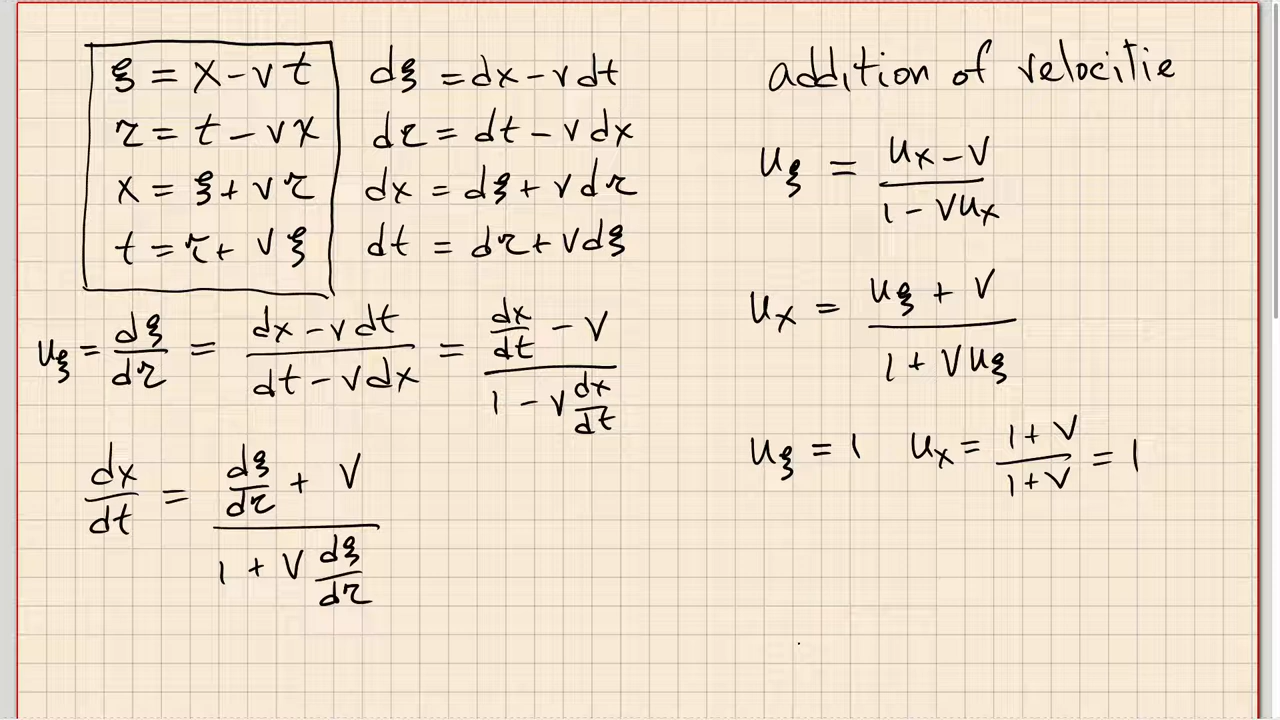 ξ = x - vt dξ = dx - vdt
τ = t - vx dτ = dt - vdx
x = ξ + vτ dx = dξ + vdτ
t = τ + vξ dt = dτ + vdξ
u_ξ = dξ/dτ = (dx - vdt)/(dt - vdx) = (dx/dt - v)/(1 - v dx/dt)
dx/dt = (dξ/dτ + v)/(1 + v dξ/dτ)
addition of velocitie
u_ξ = (u_x - v)/(1 - vu_x)
u_x = (u_ξ + v)/(1 + vu_ξ)
u_ξ = 1 u_x = (1 + v)/(1 + v) = 1